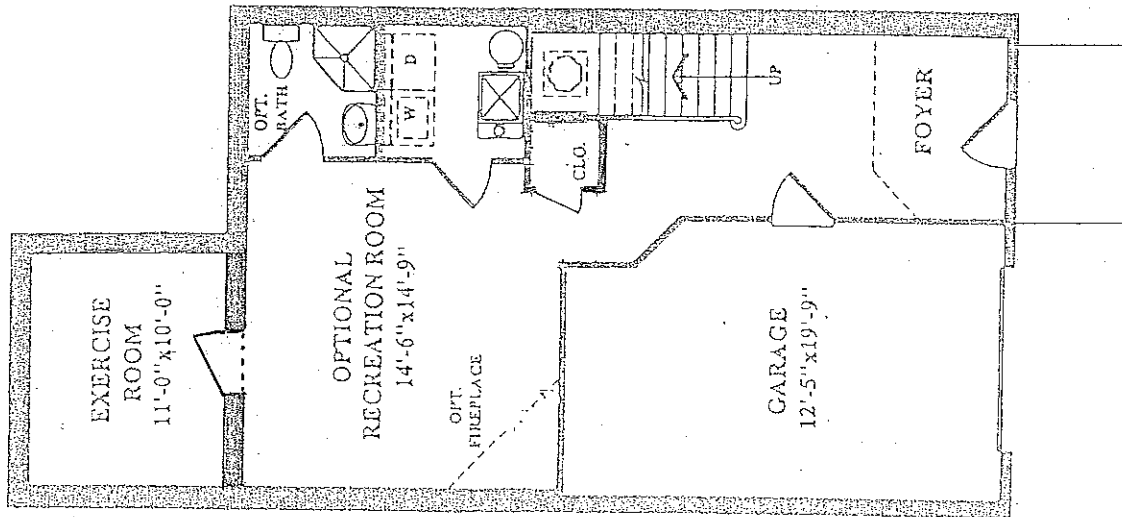 EXERCISE
ROOM
11'-0"x10'-0"
OPT.
BATH
W
D
OPTIONAL
RECREATION ROOM
14'-6"x14'-9"
OPT.
FIREPLACE
CLO.
UP
FOYER
GARAGE
12'-5"x19'-9"